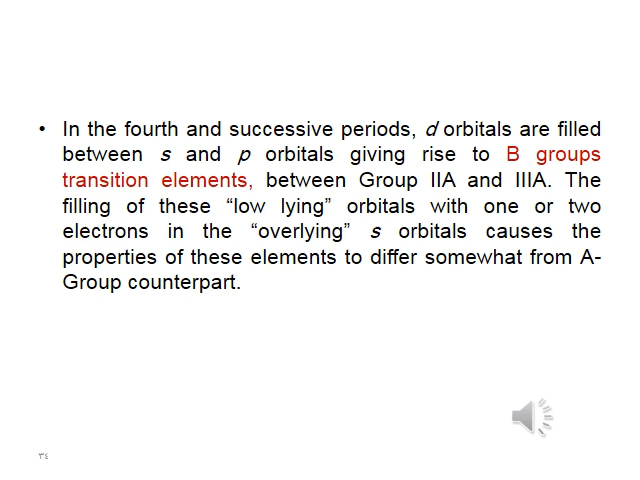 • In the fourth and successive periods, d orbitals are filled
between s and p orbitals giving rise to B groups
transition elements, between Group IIA and IIIA. The
filling of these “low lying” orbitals with one or two
electrons in the “overlying” s orbitals causes the
properties of these elements to differ somewhat from A-
Group counterpart.
٣٤